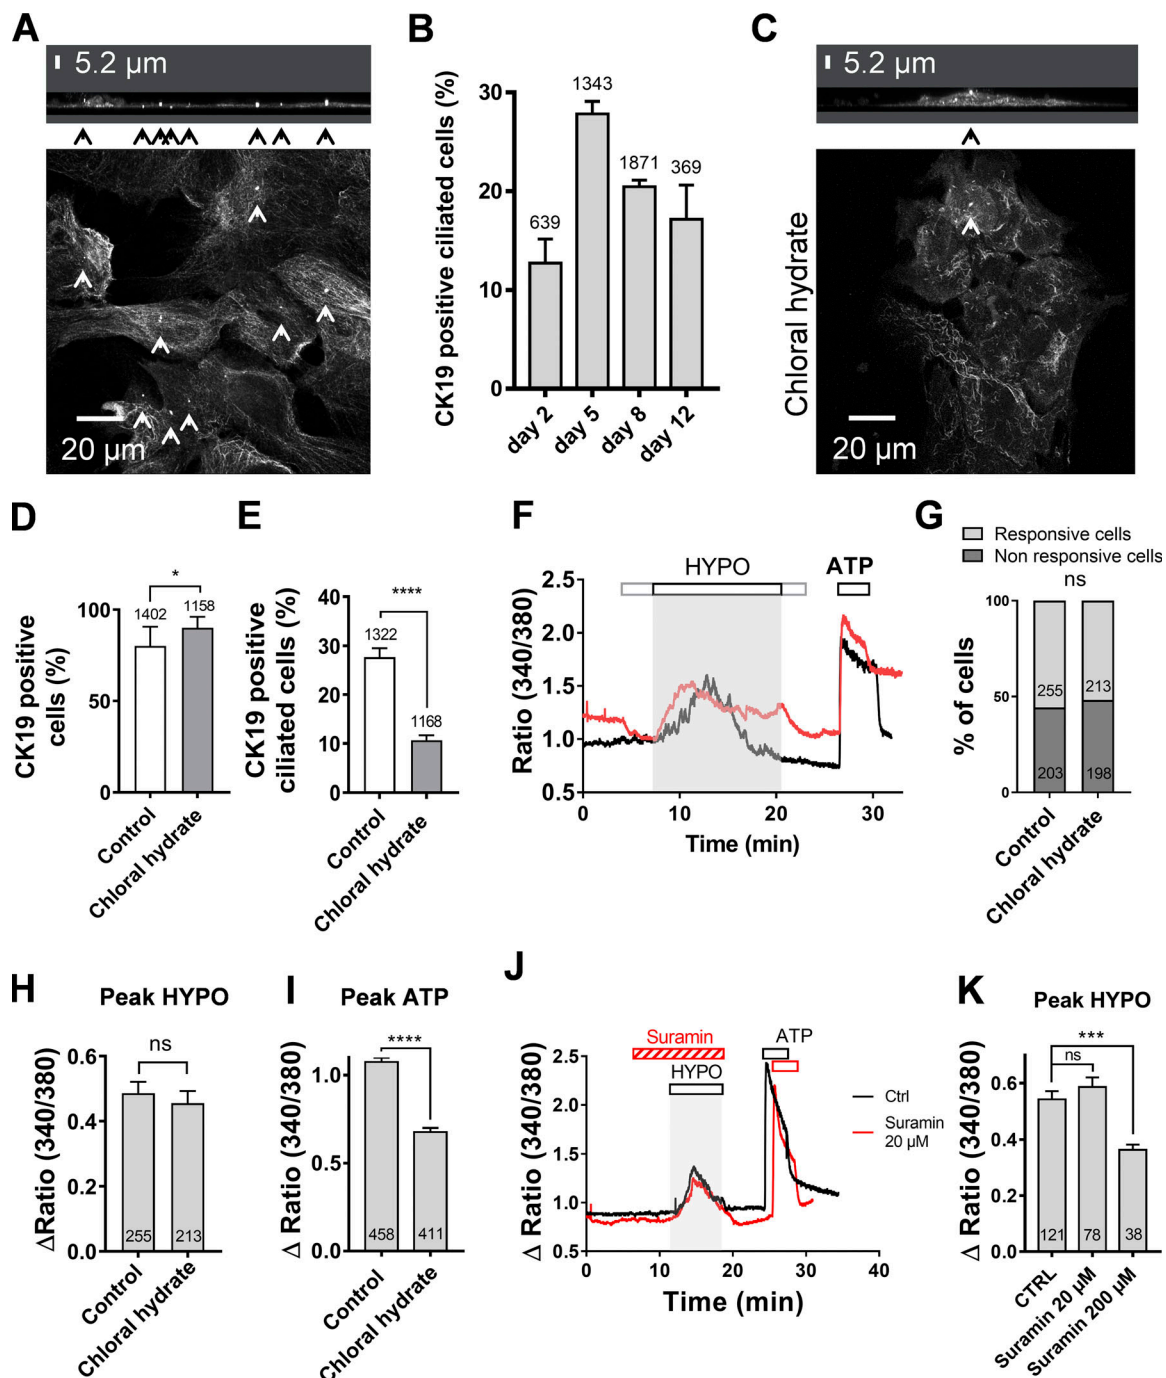 A
5.2 µm
20 µm
B
CK19 positive ciliated cells (%)
30
20
10
0
639
1343
1871
369
day 2
day 5
day 8
day 12
C
5.2 µm
Chloral hydrate
20 µm
D
CK19 positive
cells (%)
100
50
0
*
1402
1158
Control
Chloral hydrate
E
CK19 positive
ciliated cells (%)
40
30
20
10
0
****
1322
1168
Control
Chloral hydrate
F
HYPO
ATP
Ratio (340/380)
2.5
2.0
1.5
1.0
0.5
0
10
20
30
Time (min)
G
Responsive cells
Non responsive cells
ns
% of cells
100
50
0
255
213
203
198
Control
Chloral hydrate
H
Peak HYPO
ΔRatio (340/380)
0.6
0.4
0.2
0.0
ns
255
213
Control
Chloral hydrate
I
Peak ATP
Δ Ratio (340/380)
1.0
0.5
0.0
****
458
411
Control
Chloral hydrate
J
Suramin
HYPO
ATP
Δ Ratio (340/380)
2.5
2.0
1.5
1.0
0.5
0
10
20
30
40
Time (min)
Ctrl
Suramin
20 µM
K
Peak HYPO
Δ Ratio (340/380)
0.6
0.4
0.2
0.0
***
ns
121
78
38
CTRL
Suramin 20 µM
Suramin 200 µM